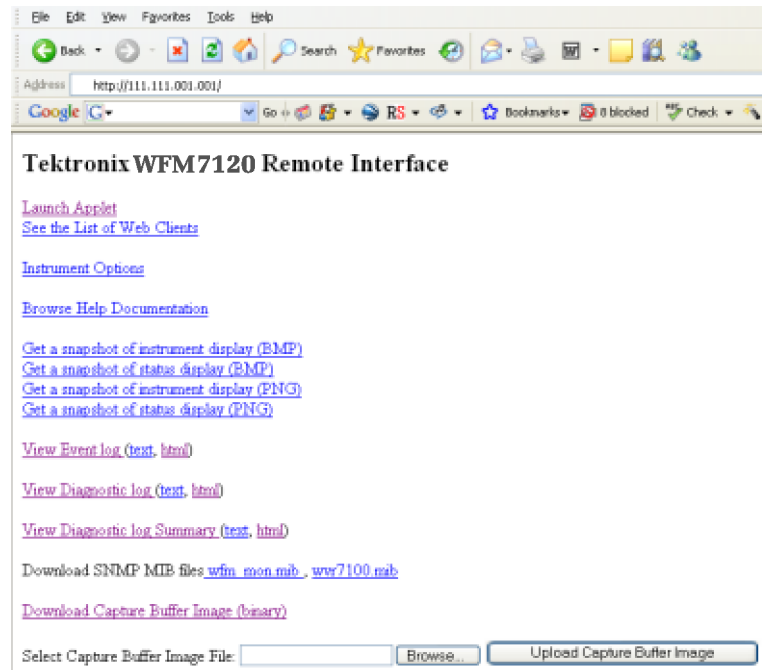 File Edit View Favorites Tools Help
Back Search Favorites
Address http://111.111.001.001/
Google G Go RS Bookmarks 8 blocked Check
Tektronix WFM7120 Remote Interface
Launch Applet
See the List of Web Clients
Instrument Options
Browse Help Documentation
Get a snapshot of instrument display (BMP)
Get a snapshot of status display (BMP)
Get a snapshot of instrument display (PNG)
Get a snapshot of status display (PNG)
View Event log (text, html)
View Diagnostic log (text, html)
View Diagnostic log Summary (text, html)
Download SNMP MIB files wfm_mon.mib , wvr7100.mib
Download Capture Buffer Image (binary)
Select Capture Buffer Image File: Browse... Upload Capture Buffer Image